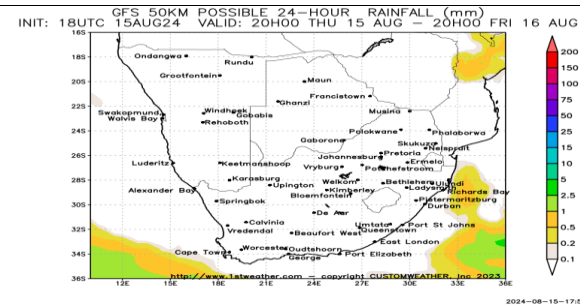 GFS 50KM POSSIBLE 24-HOUR RAINFALL (mm)
INIT: 18UTC 15AUG24 VALID: 20H00 THU 15 AUG - 20H00 FRI 16 AUG
16S
Ondangwa
Rundu
18S
Grootfontein
20S
Maun
Francistown
Ghanzi
22S
Swakopmund
Walvis Bay
Windhoek
Gobabis
Rehoboth
Musina
24S
Polokwane
Phalaborwa
Gaborone
Skukuza
Nelspruit
26S
Johannesburg
Pretoria
Luderitz
Keetmanshoop
Vryburg
Potchefstroom
Ermelo
28S
Karasburg
Upington
Welkom
Kimberley
Bethlehem
Ulundi
Ladysmith
Alexander Bay
Bloemfontein
Richards Bay
Springbok
Pietermaritzburg
Durban
30S
De Aar
Calvinia
Vredendal
Umtata
Port St Johns
32S
Beaufort West
Queenstown
East London
Cape Town
Worcester
Oudtshoorn
George
Port Elizabeth
34S
36S
http://www.1stweather.com - copyright CUSTOMWEATHER, Inc 2023
12E 15E 18E 21E 24E 27E 30E 33E 36E
200
150
100
75
50
25
15
10
5
2
1
0.5
0.2
0.1